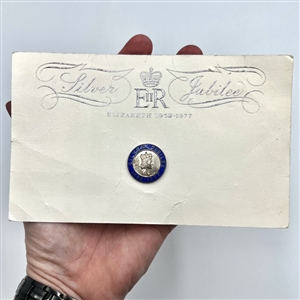 Silver EIIR Jubilee
ELIZABETH 1952-1977